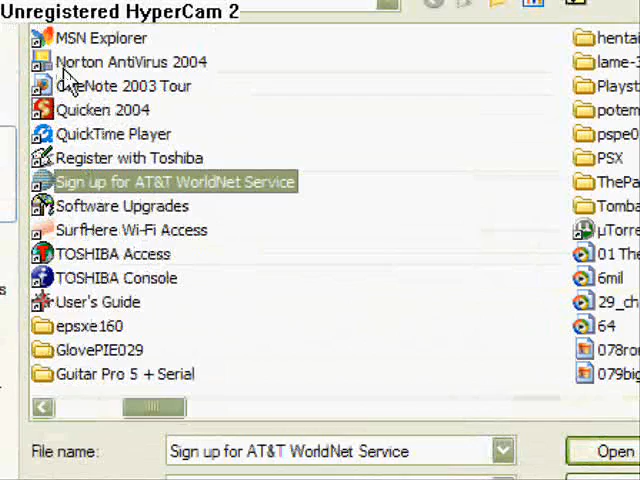 Unregistered HyperCam 2
MSN Explorer
Norton AntiVirus 2004
OneNote 2003 Tour
Quicken 2004
QuickTime Player
Register with Toshiba
Sign up for AT&T WorldNet Service
Software Upgrades
SurfHere Wi-Fi Access
TOSHIBA Access
TOSHIBA Console
User's Guide
epsxe160
GlovePIE029
Guitar Pro 5 + Serial
hentai
lame-3
Playst
potem
pspe0
PSX
ThePa
Tomba
µTorre
01 The
6mil
29_ch
64
078ror
079big
File name:
Sign up for AT&T WorldNet Service
Open